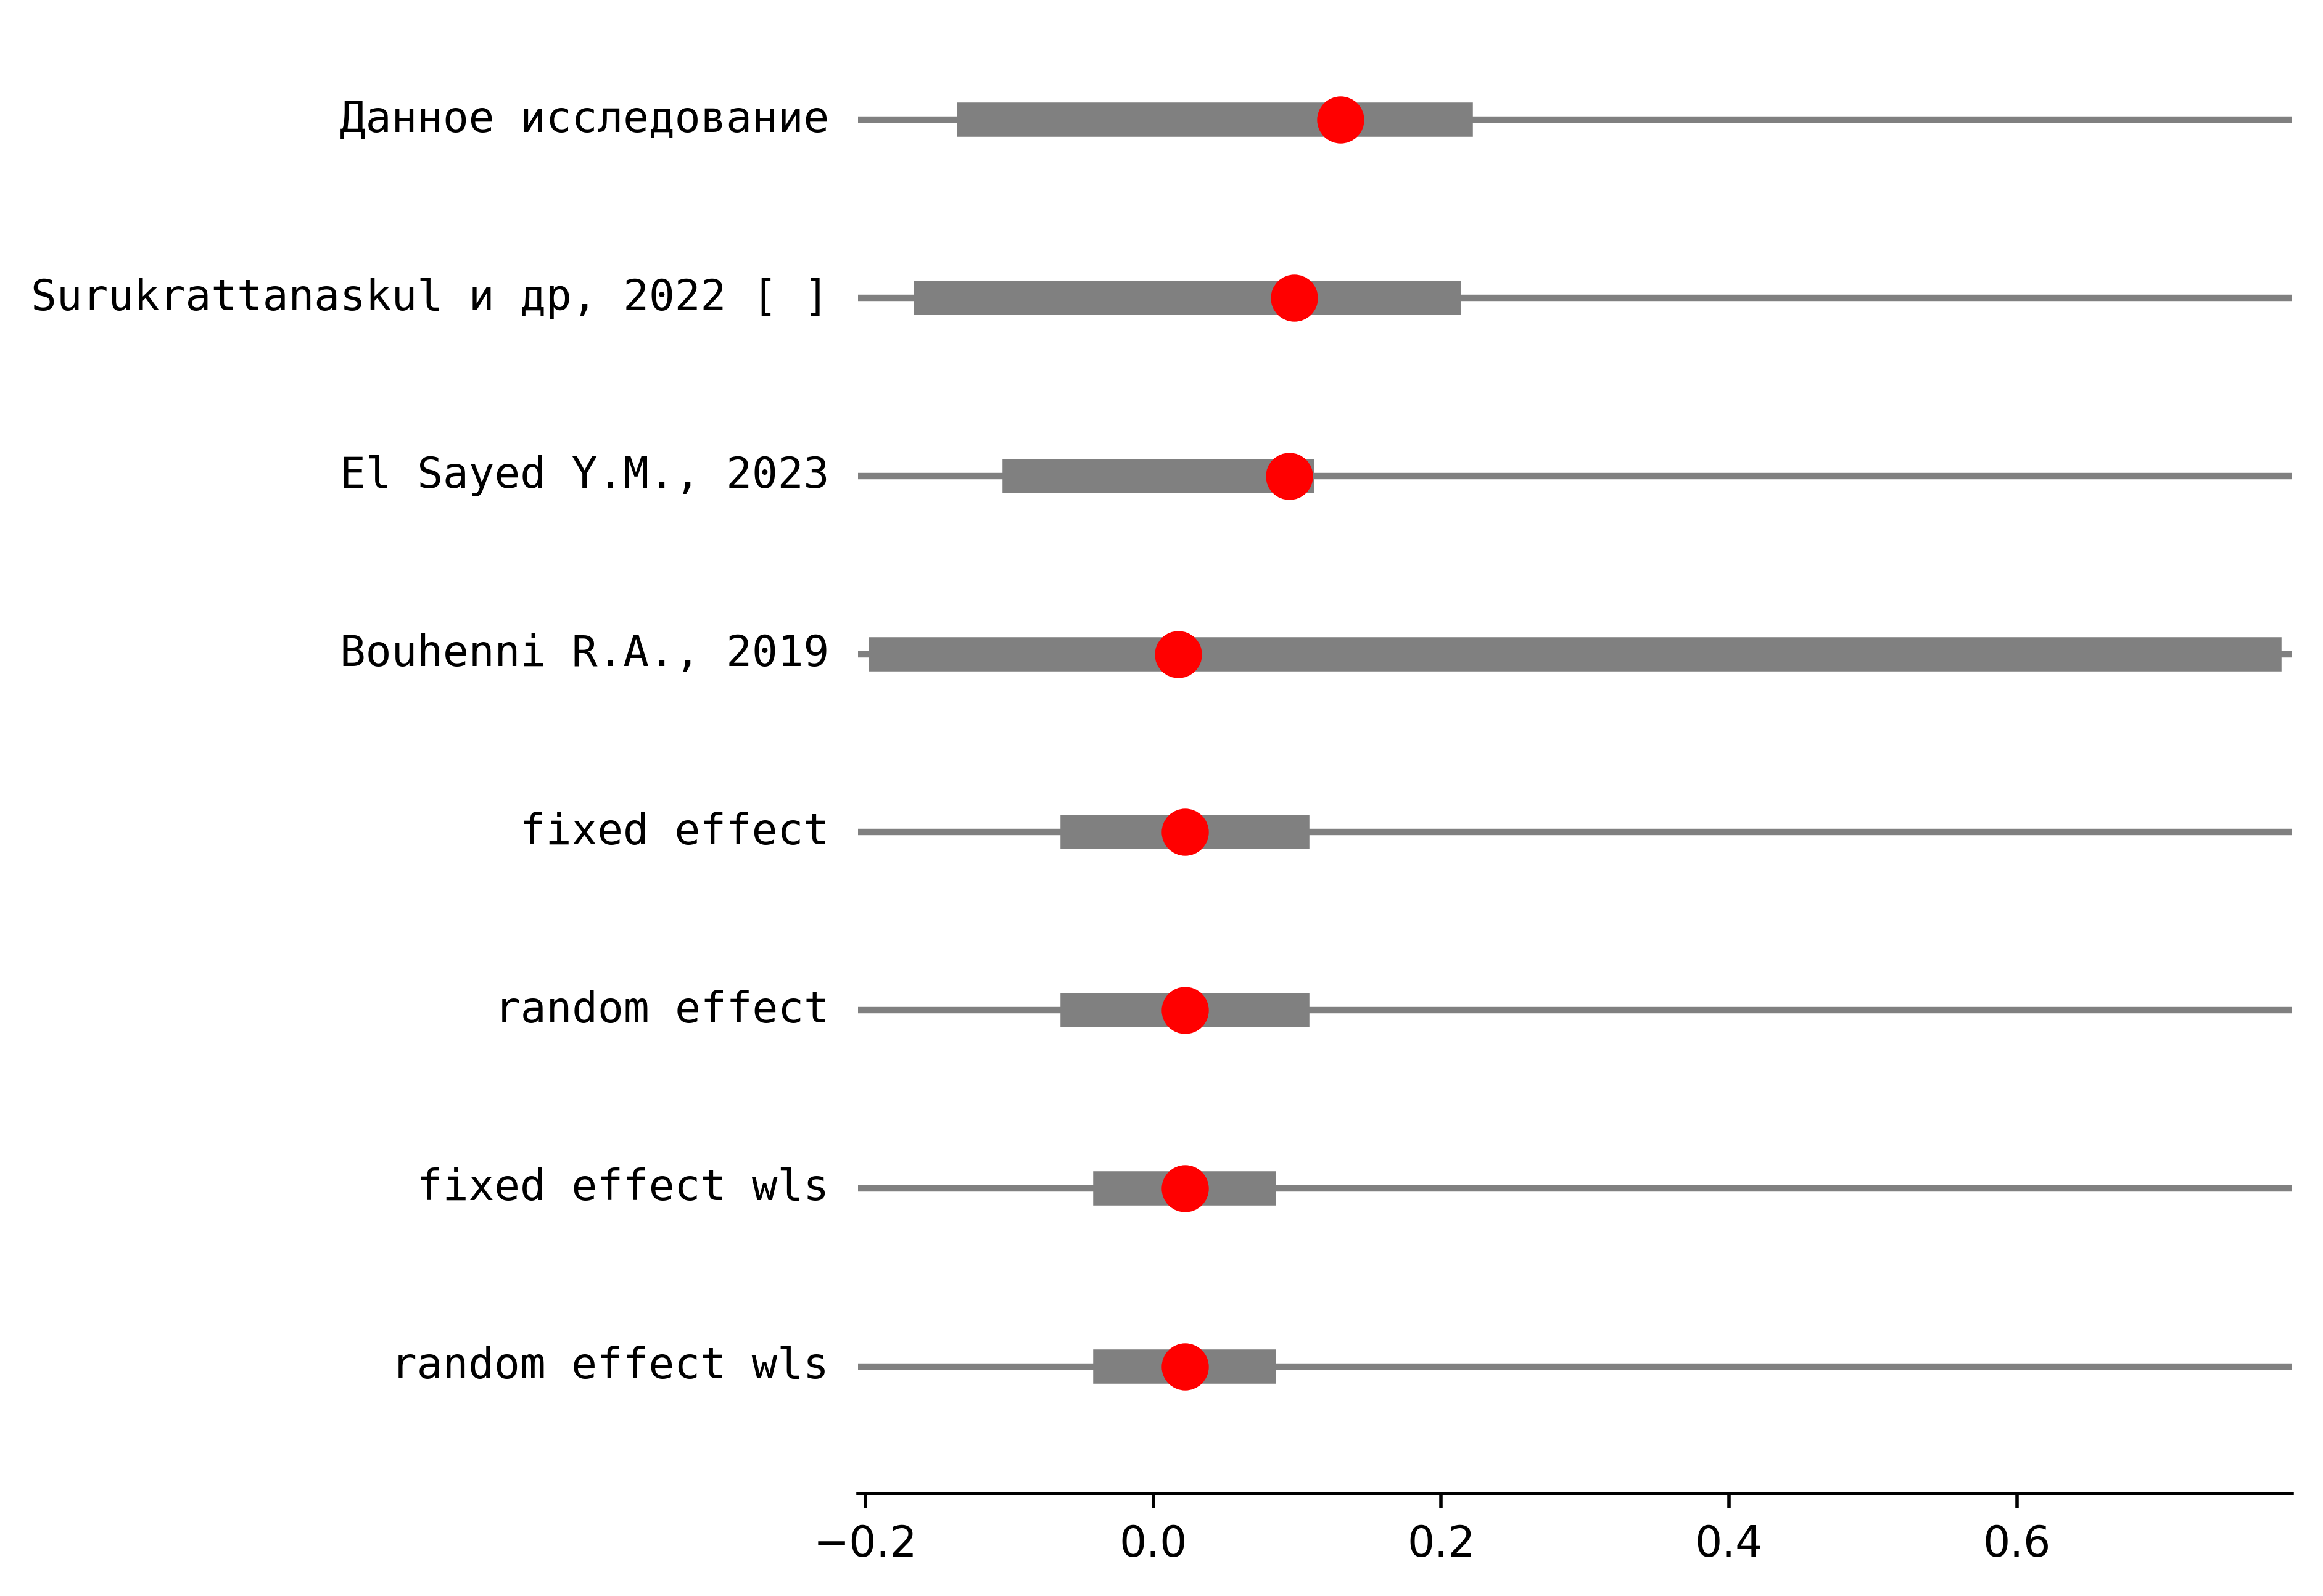 Данное исследование
Surukrattanaskul и др, 2022 [ ]
El Sayed Y.M., 2023
Bouhenni R.A., 2019
fixed effect
random effect
fixed effect wls
random effect wls
−0.2 0.0 0.2 0.4 0.6